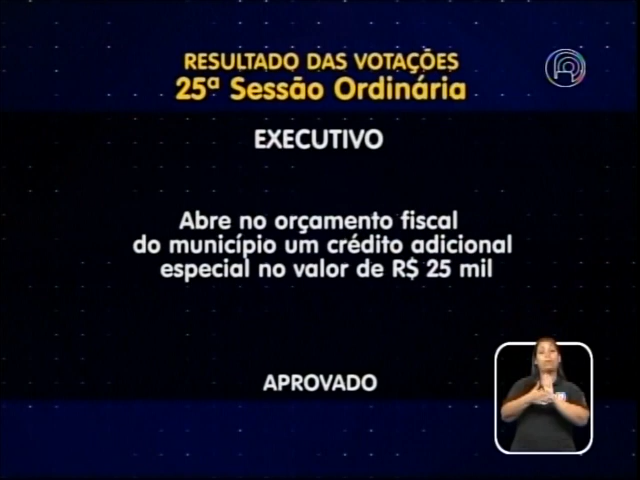 RESULTADO DAS VOTAÇÕES
25ª Sessão Ordinária
EXECUTIVO
Abre no orçamento fiscal
do município um crédito adicional
especial no valor de R$ 25 mil
APROVADO